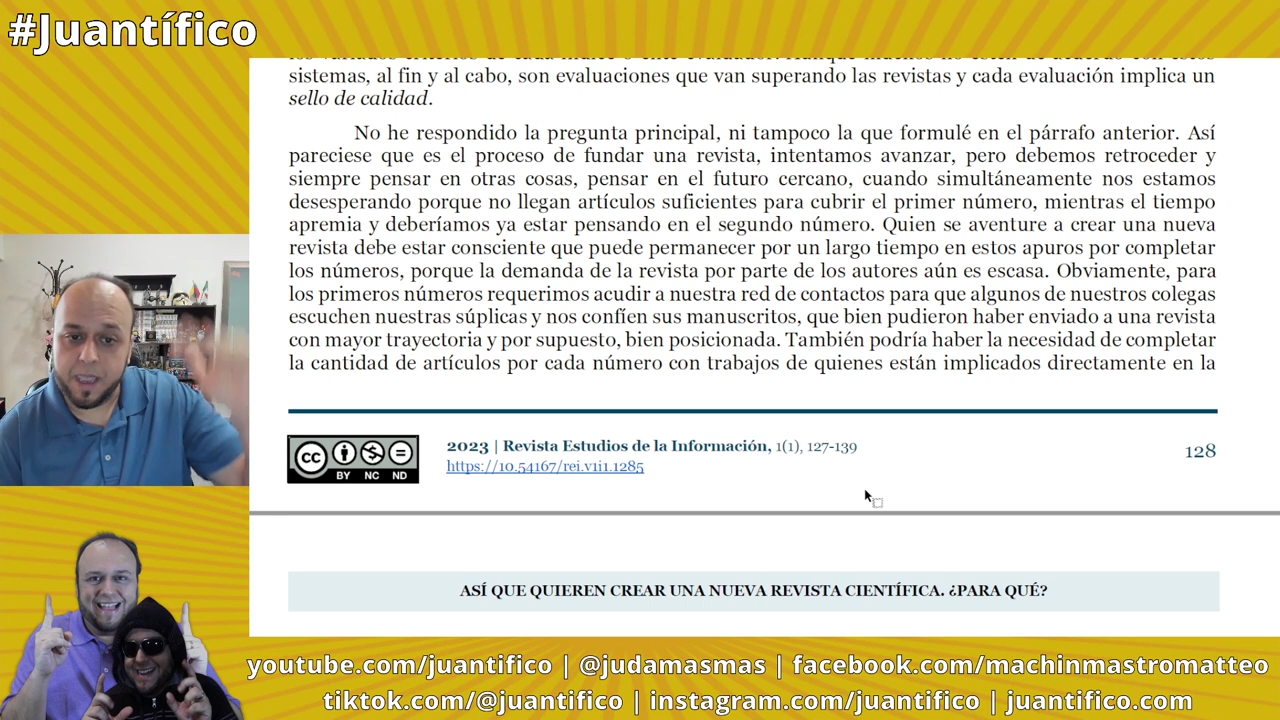 #Juantífico
sistemas, al fin y al cabo, son evaluaciones que van superando las revistas y cada evaluación implica un
sello de calidad.
No he respondido la pregunta principal, ni tampoco la que formulé en el párrafo anterior. Así
pareciese que es el proceso de fundar una revista, intentamos avanzar, pero debemos retroceder y
siempre pensar en otras cosas, pensar en el futuro cercano, cuando simultáneamente nos estamos
desesperando porque no llegan artículos suficientes para cubrir el primer número, mientras el tiempo
apremia y deberíamos ya estar pensando en el segundo número. Quien se aventure a crear una nueva
revista debe estar consciente que puede permanecer por un largo tiempo en estos apuros por completar
los números, porque la demanda de la revista por parte de los autores aún es escasa. Obviamente, para
los primeros números requerimos acudir a nuestra red de contactos para que algunos de nuestros colegas
escuchen nuestras súplicas y nos confíen sus manuscritos, que bien pudieron haber enviado a una revista
con mayor trayectoria y por supuesto, bien posicionada. También podría haber la necesidad de completar
la cantidad de artículos por cada número con trabajos de quienes están implicados directamente en la
cc BY NC ND
2023 | Revista Estudios de la Información, 1(1), 127-139
https://10.54167/rei.v1i1.1285
128
ASÍ QUE QUIEREN CREAR UNA NUEVA REVISTA CIENTÍFICA. ¿PARA QUÉ?
youtube.com/juantifico | @judamasmas | facebook.com/machinmastromatteo
tiktok.com/@juantifico | instagram.com/juantifico | juantifico.com